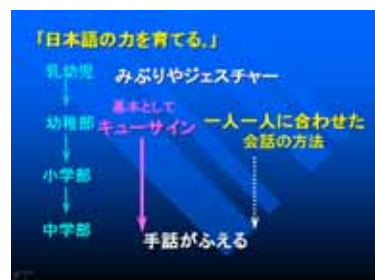 「日本語の力を育てる。」
乳幼児
みぶりやジェスチャー
基本として
キューサイン
幼稚部
一人一人に合わせた
会話の方法
小学部
中学部
手話がふえる